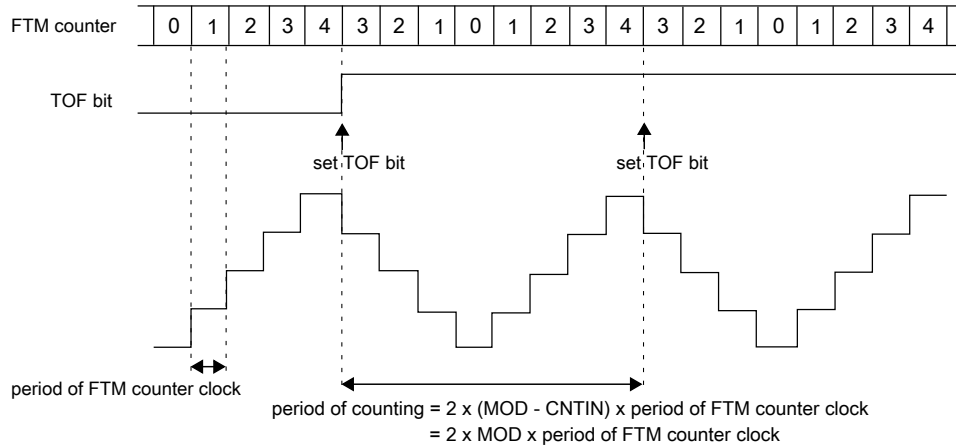 FTM counter 0 1 2 3 4 3 2 1 0 1 2 3 4 3 2 1 0 1 2 3 4
TOF bit
set TOF bit set TOF bit
period of FTM counter clock
period of counting = 2 x (MOD - CNTIN) x period of FTM counter clock
= 2 x MOD x period of FTM counter clock